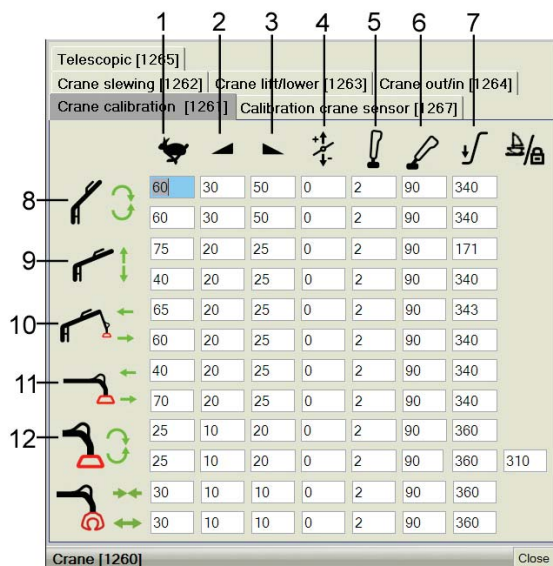 1 2 3 4 5 6 7
Telescopic [1265]
Crane slewing [1262] Crane lift/lower [1263] Crane out/in [1264]
Crane calibration [1261] Calibration crane sensor [1267]
8
60 30 50 0 2 90 340
60 30 50 0 2 90 340
9
75 20 25 0 2 90 171
40 20 25 0 2 90 340
10
65 20 25 0 2 90 343
60 20 25 0 2 90 340
11
40 20 25 0 2 90 340
70 20 25 0 2 90 340
12
25 10 20 0 2 90 360
25 10 20 0 2 90 360 310
30 10 10 0 2 90 360
30 10 10 0 2 90 360
Crane [1260] Close